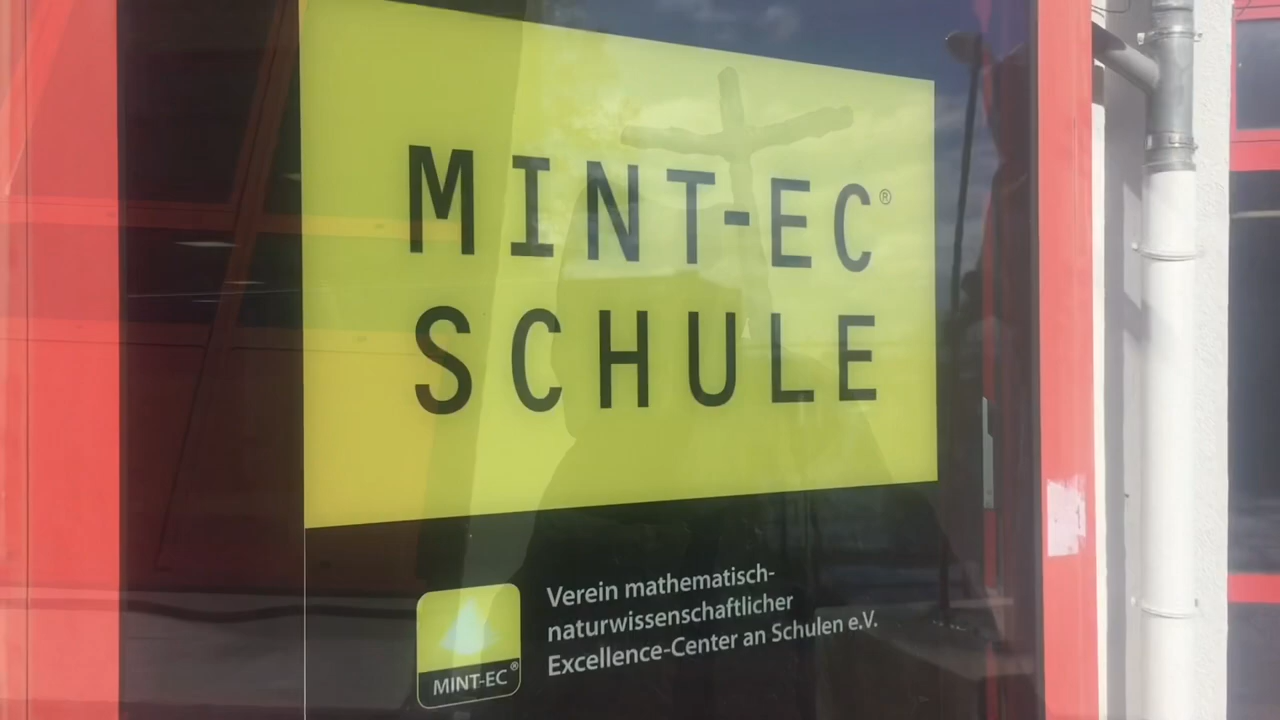 MINT-EC®
SCHULE
Verein mathematisch-
naturwissenschaftlicher
Excellence-Center an Schulen e.V.
MINT-EC®